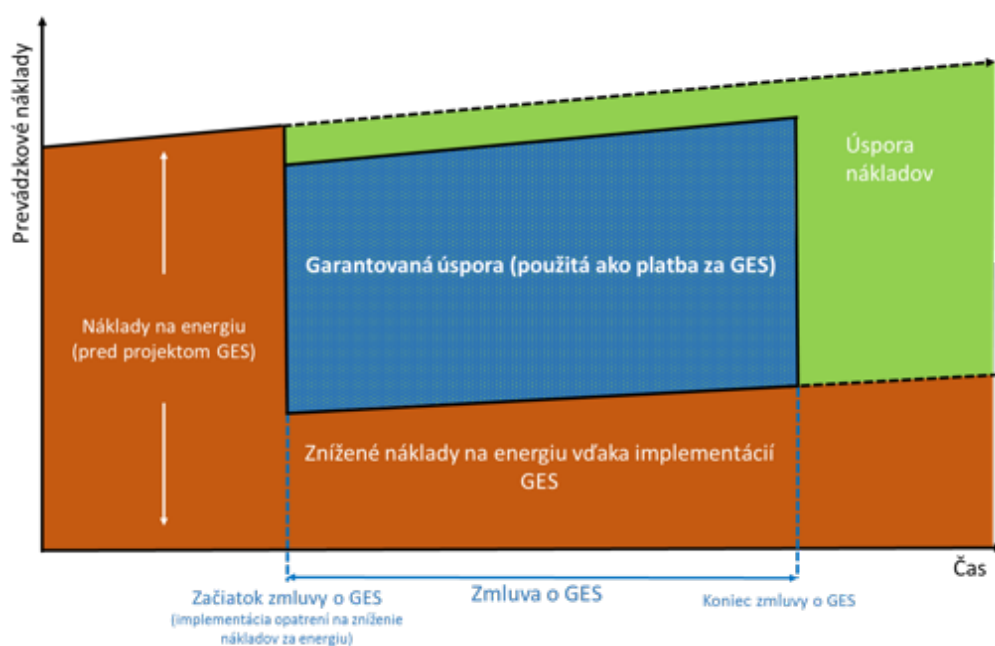 Prevádzkové náklady
Úspora
nákladov
Garantovaná úspora (použitá ako platba za GES)
Náklady na energiu
(pred projektom GES)
Znížené náklady na energiu vďaka implementácií
GES
Čas
Začiatok zmluvy o GES
(implementácia opatrení na zníženie
nákladov za energiu)
Zmluva o GES
Koniec zmluvy o GES